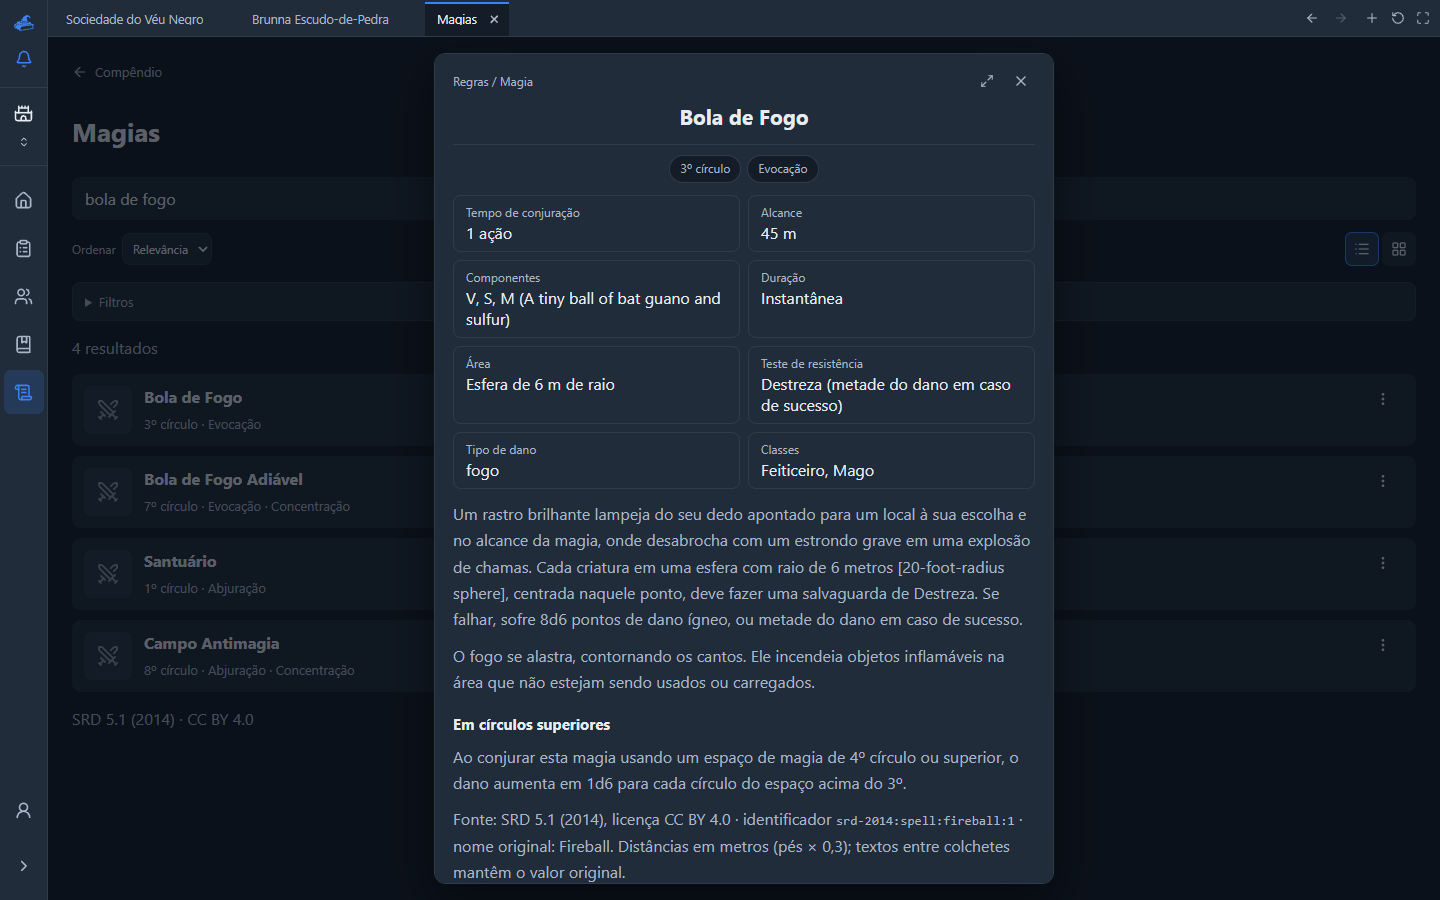 Sociedade do Véu Negro
Brunna Escudo-de-Pedra
Magias
Compêndio
Magias
bola de fogo
Ordenar
Relevância
Filtros
4 resultados
Bola de Fogo
3º círculo · Evocação
Bola de Fogo Adiável
7º círculo · Evocação · Concentração
Santuário
1º círculo · Abjuração
Campo Antimagia
8º círculo · Abjuração · Concentração
SRD 5.1 (2014) · CC BY 4.0
Regras / Magia
Bola de Fogo
3º círculo
Evocação
Tempo de conjuração
1 ação
Alcance
45 m
Componentes
V, S, M (A tiny ball of bat guano and
sulfur)
Duração
Instantânea
Área
Esfera de 6 m de raio
Teste de resistência
Destreza (metade do dano em caso
de sucesso)
Tipo de dano
fogo
Classes
Feiticeiro, Mago
Um rastro brilhante lampeja do seu dedo apontado para um local à sua escolha e
no alcance da magia, onde desabrocha com um estrondo grave em uma explosão
de chamas. Cada criatura em uma esfera com raio de 6 metros [20-foot-radius
sphere], centrada naquele ponto, deve fazer uma salvaguarda de Destreza. Se
falhar, sofre 8d6 pontos de dano ígneo, ou metade do dano em caso de sucesso.
O fogo se alastra, contornando os cantos. Ele incendeia objetos inflamáveis na
área que não estejam sendo usados ou carregados.
Em círculos superiores
Ao conjurar esta magia usando um espaço de magia de 4º círculo ou superior, o
dano aumenta em 1d6 para cada círculo do espaço acima do 3º.
Fonte: SRD 5.1 (2014), licença CC BY 4.0 · identificador srd-2014:spell:fireball:1 ·
nome original: Fireball. Distâncias em metros (pés × 0,3); textos entre colchetes
mantêm o valor original.